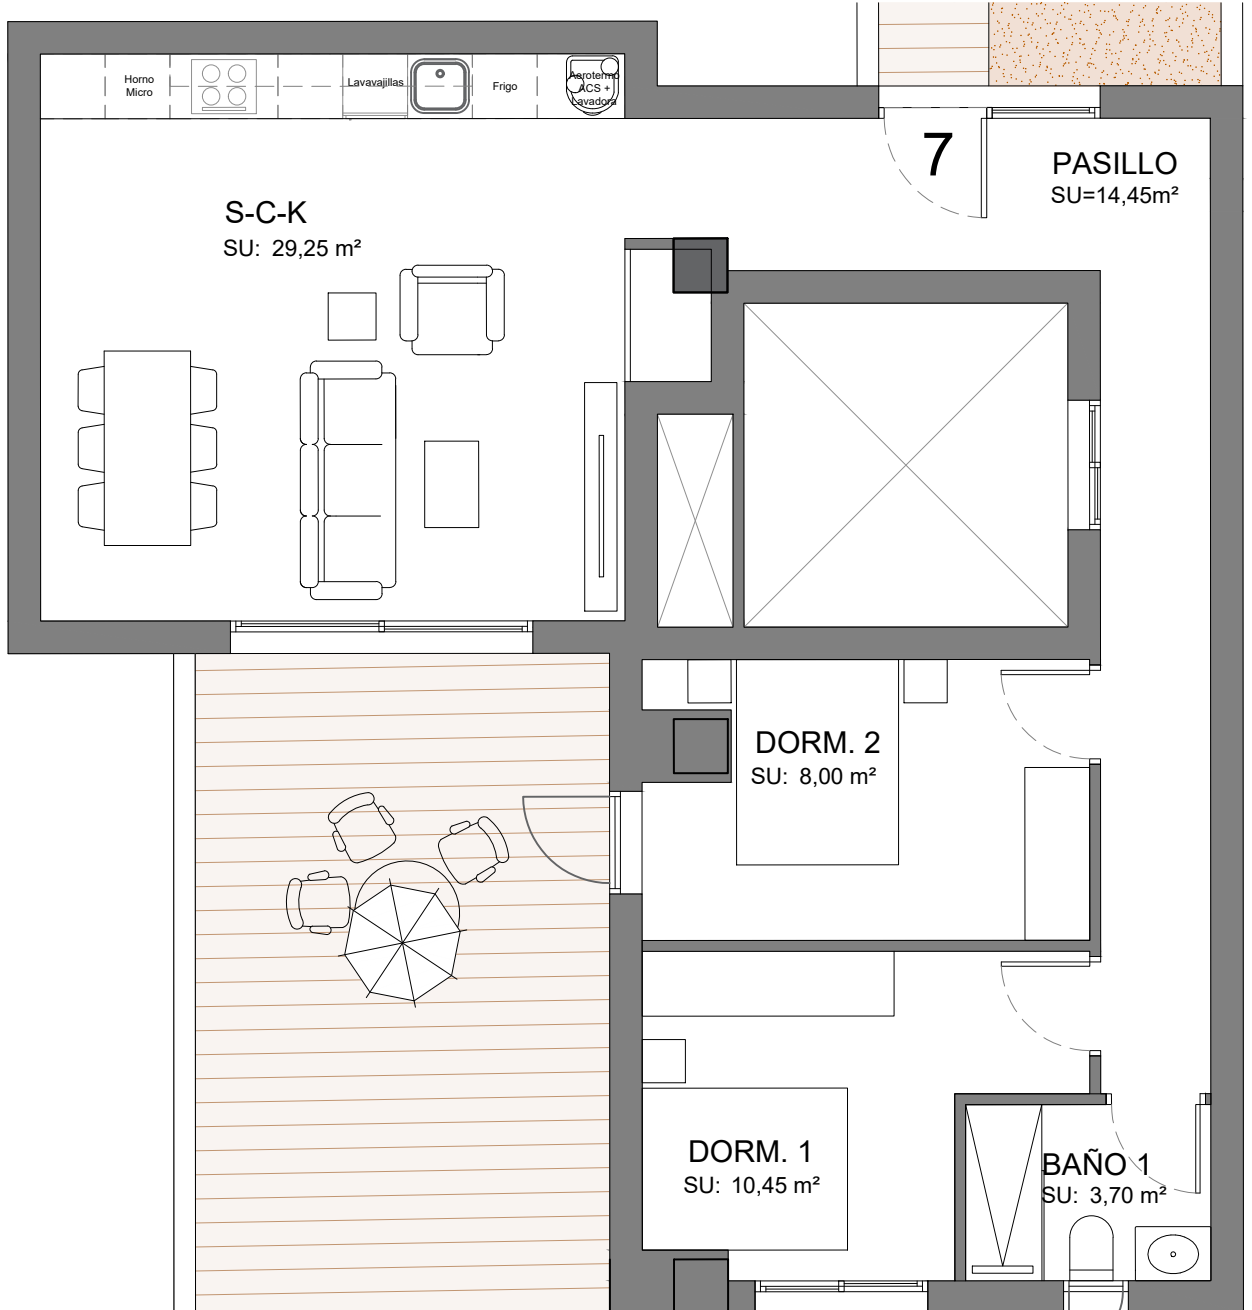 Horno
Micro
Lavavajillas
Frigo
Aerotermo
ACS +
Lavadora
7
PASILLO
SU=14,45m²
S-C-K
SU: 29,25 m²
DORM. 2
SU: 8,00 m²
DORM. 1
SU: 10,45 m²
BAÑO 1
SU: 3,70 m²